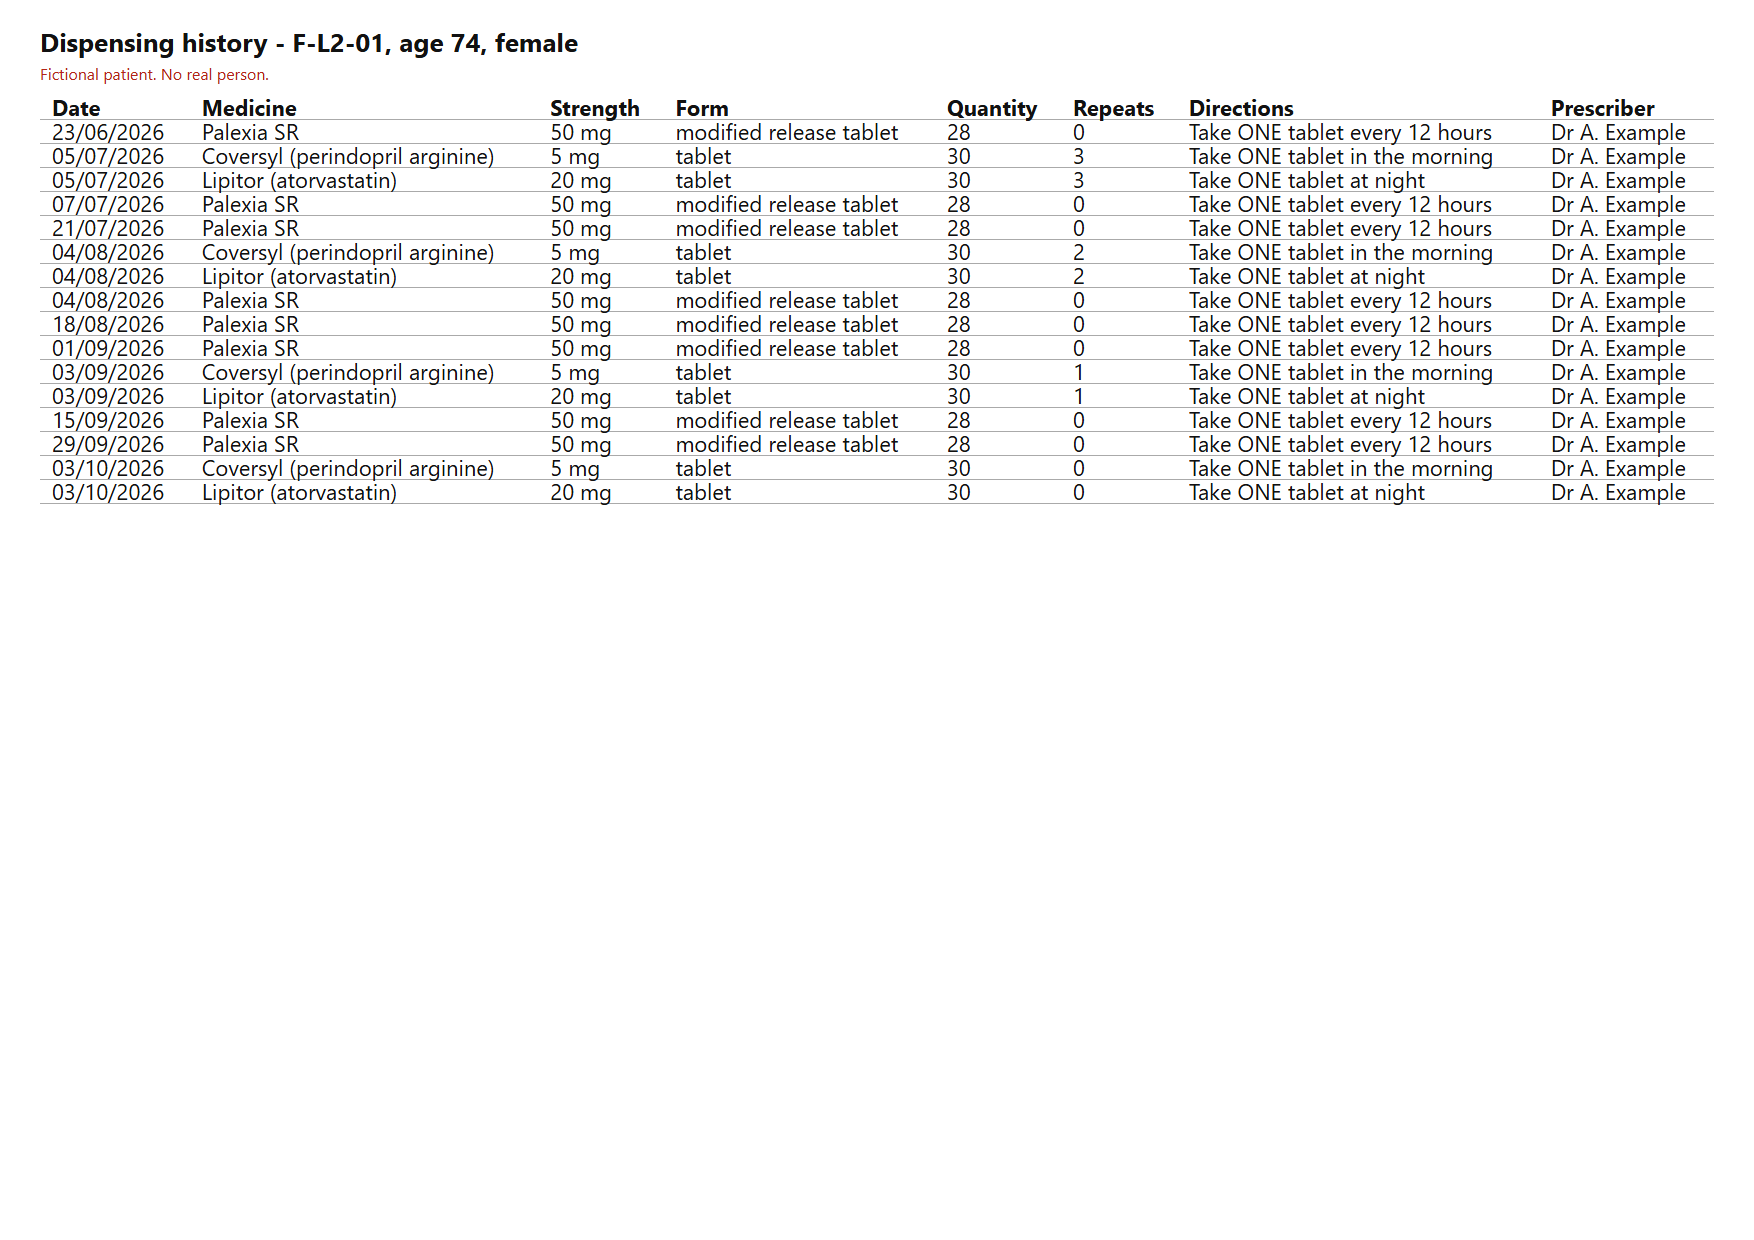 Dispensing history - F-L2-01, age 74, female
Fictional patient. No real person.
Date Medicine Strength Form Quantity Repeats Directions Prescriber
23/06/2026 Palexia SR 50 mg modified release tablet 28 0 Take ONE tablet every 12 hours Dr A. Example
05/07/2026 Coversyl (perindopril arginine) 5 mg tablet 30 3 Take ONE tablet in the morning Dr A. Example
05/07/2026 Lipitor (atorvastatin) 20 mg tablet 30 3 Take ONE tablet at night Dr A. Example
07/07/2026 Palexia SR 50 mg modified release tablet 28 0 Take ONE tablet every 12 hours Dr A. Example
21/07/2026 Palexia SR 50 mg modified release tablet 28 0 Take ONE tablet every 12 hours Dr A. Example
04/08/2026 Coversyl (perindopril arginine) 5 mg tablet 30 2 Take ONE tablet in the morning Dr A. Example
04/08/2026 Lipitor (atorvastatin) 20 mg tablet 30 2 Take ONE tablet at night Dr A. Example
04/08/2026 Palexia SR 50 mg modified release tablet 28 0 Take ONE tablet every 12 hours Dr A. Example
18/08/2026 Palexia SR 50 mg modified release tablet 28 0 Take ONE tablet every 12 hours Dr A. Example
01/09/2026 Palexia SR 50 mg modified release tablet 28 0 Take ONE tablet every 12 hours Dr A. Example
03/09/2026 Coversyl (perindopril arginine) 5 mg tablet 30 1 Take ONE tablet in the morning Dr A. Example
03/09/2026 Lipitor (atorvastatin) 20 mg tablet 30 1 Take ONE tablet at night Dr A. Example
15/09/2026 Palexia SR 50 mg modified release tablet 28 0 Take ONE tablet every 12 hours Dr A. Example
29/09/2026 Palexia SR 50 mg modified release tablet 28 0 Take ONE tablet every 12 hours Dr A. Example
03/10/2026 Coversyl (perindopril arginine) 5 mg tablet 30 0 Take ONE tablet in the morning Dr A. Example
03/10/2026 Lipitor (atorvastatin) 20 mg tablet 30 0 Take ONE tablet at night Dr A. Example